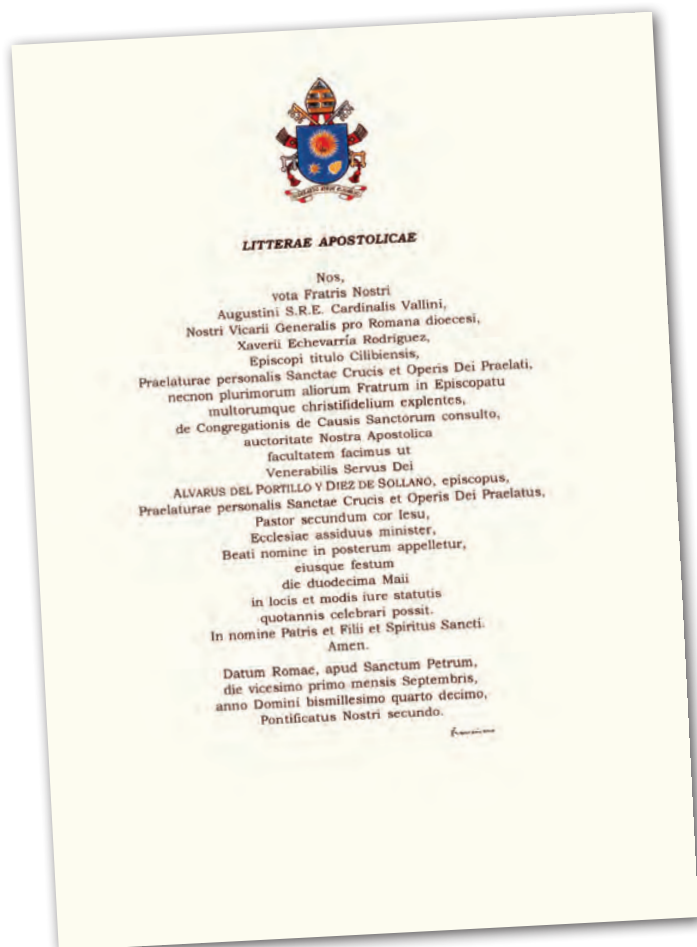 LITTERAE APOSTOLICAE
Nos,
vota Fratris Nostri
Augustini S.R.E. Cardinalis Vallini,
Nostri Vicarii Generalis pro Romana dioecesi,
Xaverii Echevarría Rodríguez,
Episcopi titulo Cilibiensis,
Praelaturae personalis Sanctae Crucis et Operis Dei Praelati,
necnon plurimorum aliorum Fratrum in Episcopatu
multorumque christifidelium explentes,
de Congregationis de Causis Sanctorum consulto,
auctoritate Nostra Apostolica
facultatem facimus ut
Venerabilis Servus Dei
ALVARUS DEL PORTILLO Y DIEZ DE SOLLANO, episcopus,
Praelaturae personalis Sanctae Crucis et Operis Dei Praelatus,
Pastor secundum cor Iesu,
Ecclesiae assiduus minister,
Beati nomine in posterum appelletur,
eiusque festum
die duodecima Maii
in locis et modis iure statutis
quotannis celebrari possit.
In nomine Patris et Filii et Spiritus Sancti.
Amen.
Datum Romae, apud Sanctum Petrum,
die vicesimo primo mensis Septembris,
anno Domini bismillesimo quarto decimo,
Pontificatus Nostri secundo.